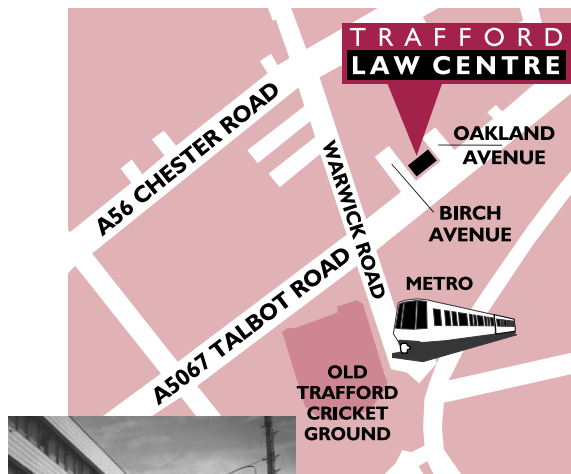 TRAFFORD
LAW CENTRE
OAKLAND
AVENUE
BIRCH
AVENUE
A56 CHESTER ROAD
WARWICK ROAD
METRO
A5067 TALBOT ROAD
OLD
TRAFFORD
CRICKET
GROUND